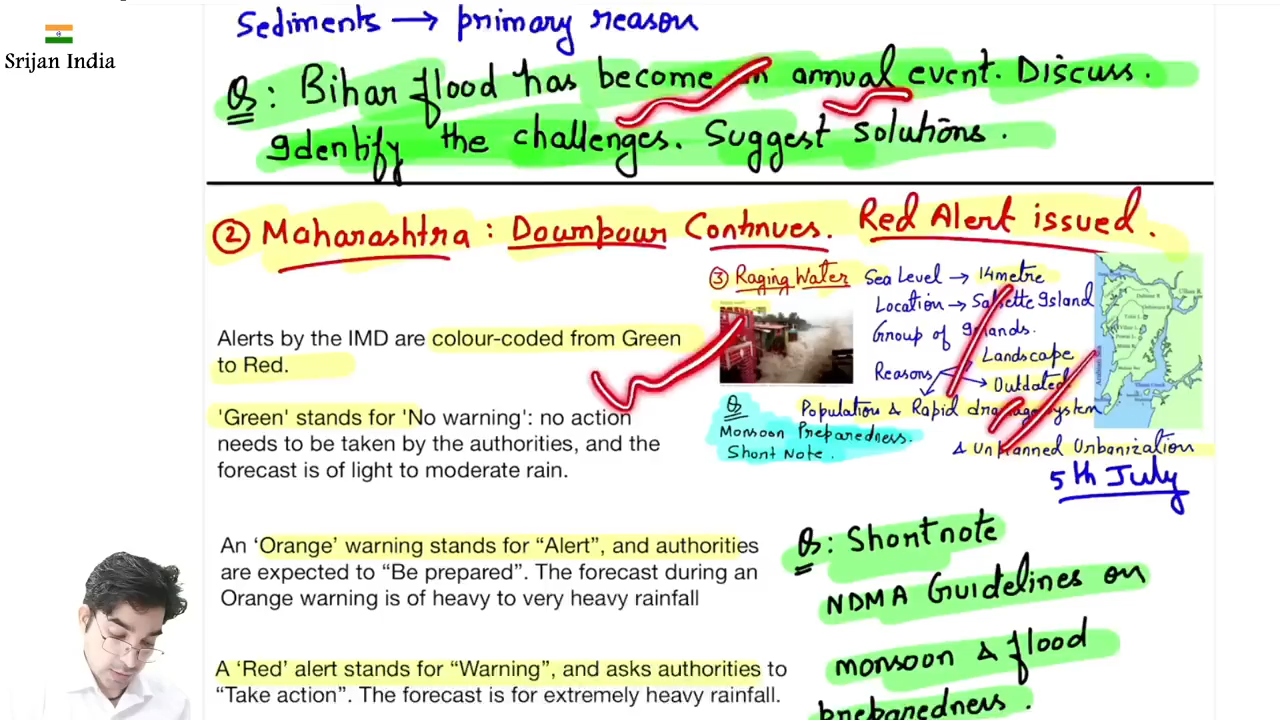 Sediments → primary reason
Srijan India
Qs: Bihar flood has become an annual event. Discuss.
Identify the challenges. Suggest Solutions.
② Maharashtra : Downpour Continues. Red Alert issued.
③ Raging Water
Sea Level → 14metre
Location → Salsette Island
Group of Islands.
Reasons
Landscape
→ Outdated
Population & Rapid drainage system
& Unplanned Urbanization
5th July
Q
Monsoon Preparedness.
Short Note.
Alerts by the IMD are colour-coded from Green
to Red.
'Green' stands for 'No warning': no action
needs to be taken by the authorities, and the
forecast is of light to moderate rain.
An ‘Orange’ warning stands for “Alert”, and authorities
are expected to “Be prepared”. The forecast during an
Orange warning is of heavy to very heavy rainfall
A ‘Red’ alert stands for “Warning”, and asks authorities to
“Take action”. The forecast is for extremely heavy rainfall.
Qs: Short note
NDMA Guidelines on
monsoon & flood
preparedness.